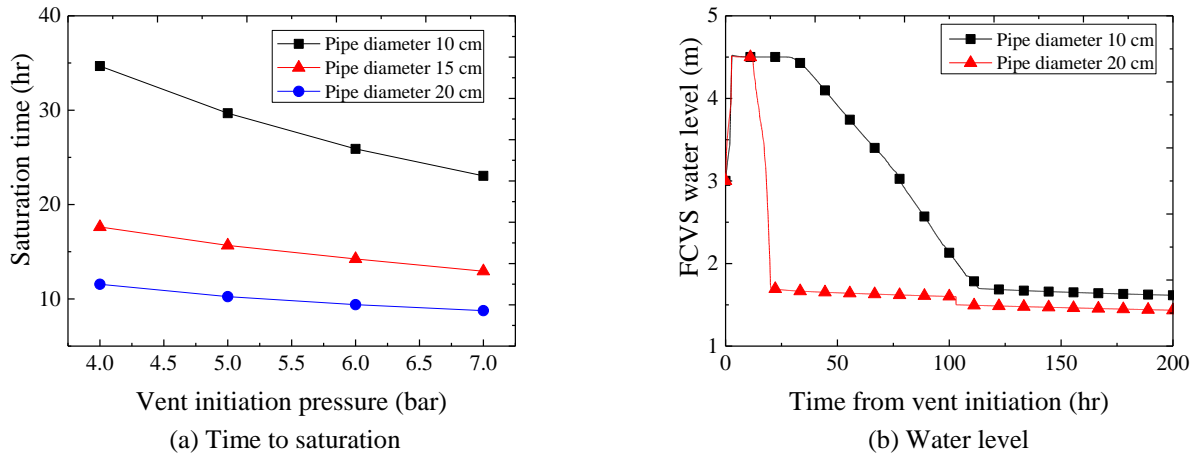 40
30
20
10
Saturation time (hr)
Pipe diameter 10 cm
Pipe diameter 15 cm
Pipe diameter 20 cm
4.0 4.5 5.0 5.5 6.0 6.5 7.0
Vent initiation pressure (bar)
(a) Time to saturation
5
4
3
2
1
FCVS water level (m)
Pipe diameter 10 cm
Pipe diameter 20 cm
0 50 100 150 200
Time from vent initiation (hr)
(b) Water level